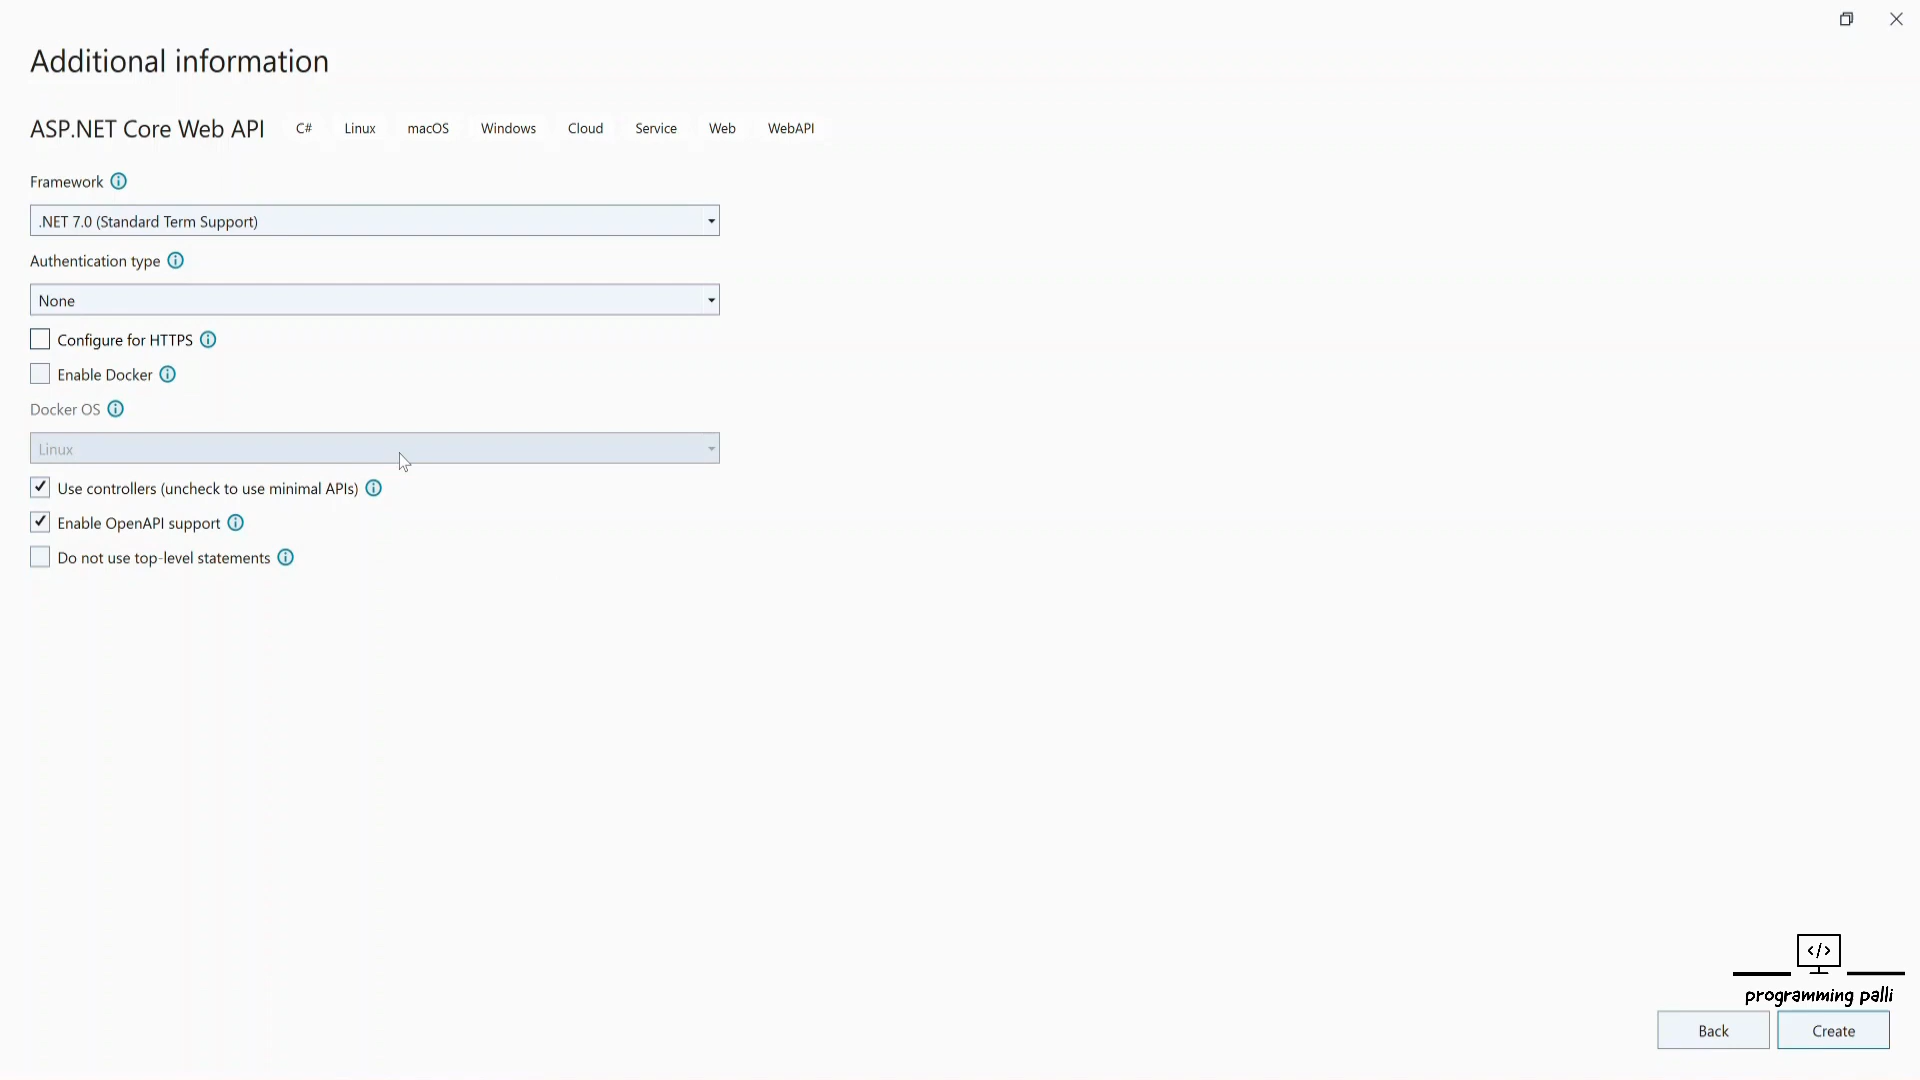 Additional information
ASP.NET Core Web API C# Linux macOS Windows Cloud Service Web WebAPI
Framework
.NET 7.0 (Standard Term Support)
Authentication type
None
Configure for HTTPS
Enable Docker
Docker OS
Linux
Use controllers (uncheck to use minimal APIs)
Enable OpenAPI support
Do not use top-level statements
</>
programming palli
Back Create